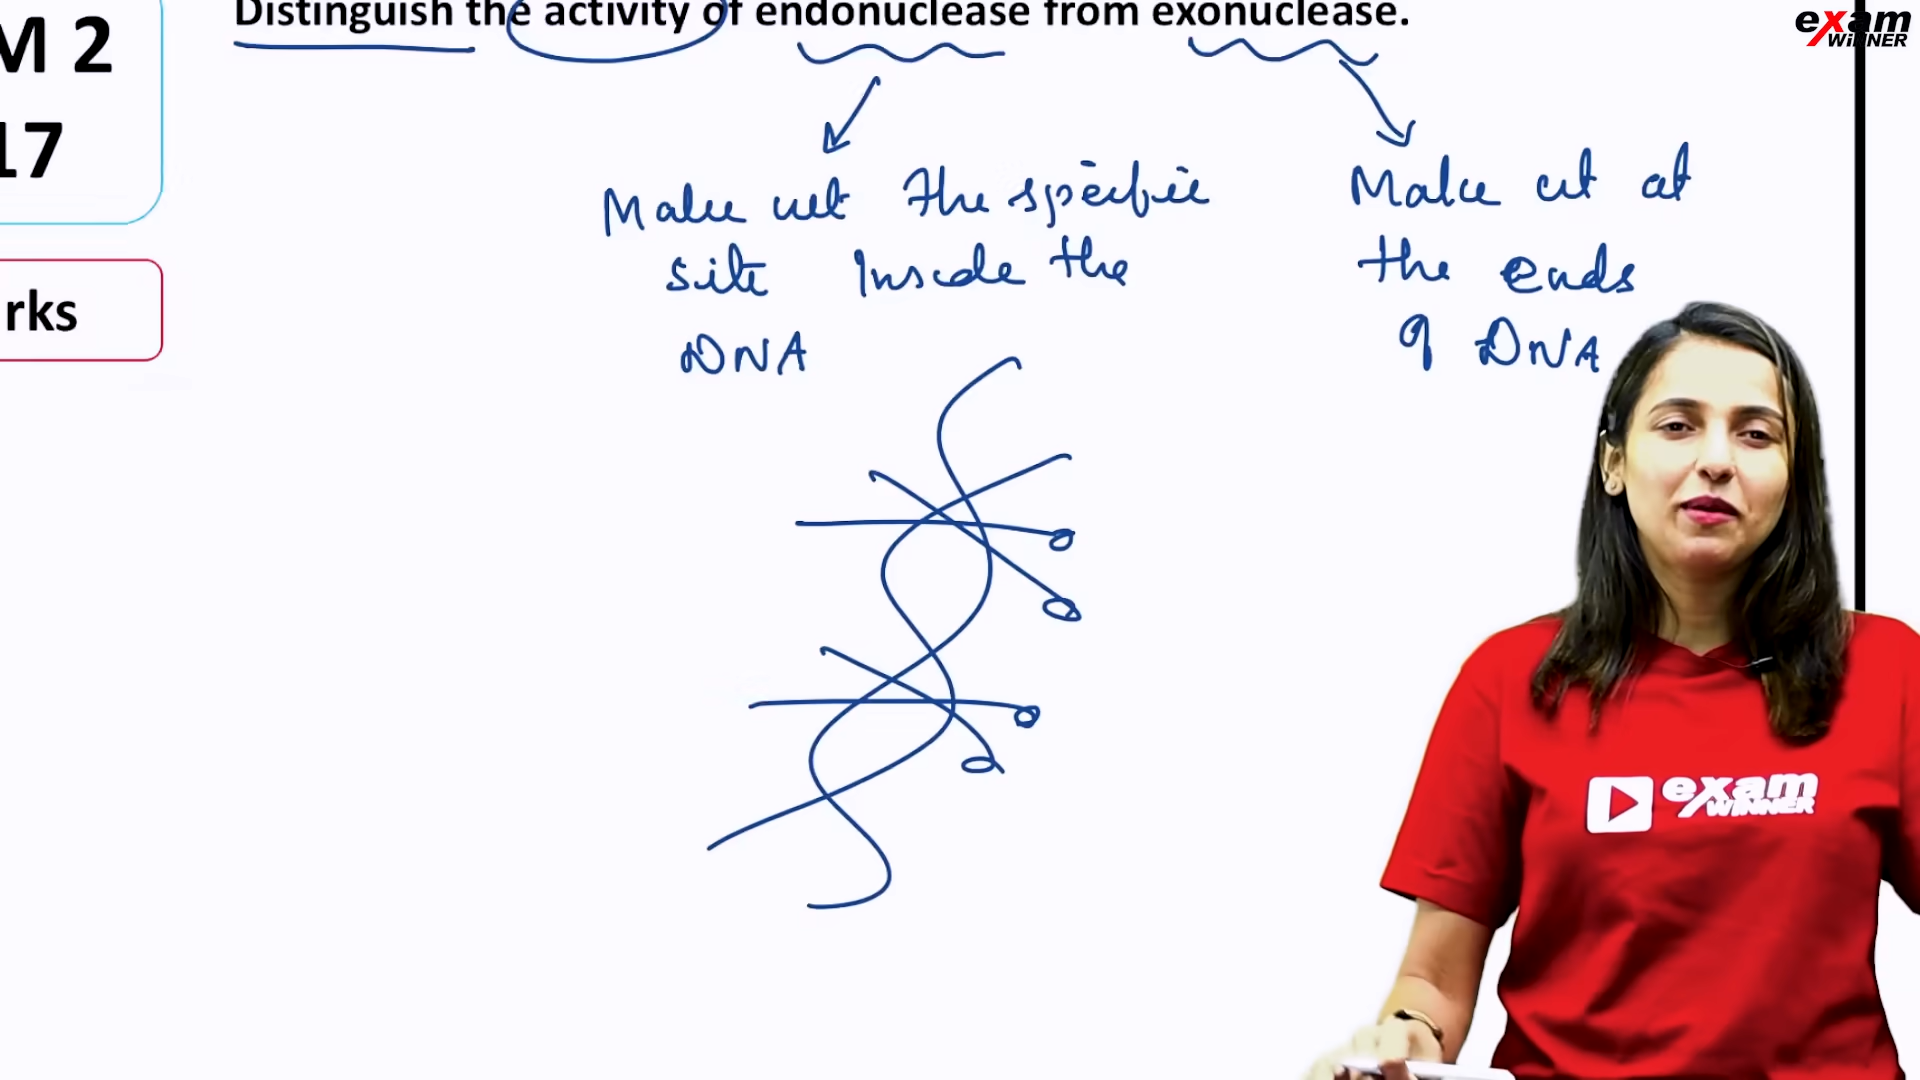 Distinguish the activity of endonuclease from exonuclease.
exam
WINNER
M 2
17
rks
Make cut the specific
site Inside the
DNA
Make cut at
the ends
of DNA
exam
WINNER